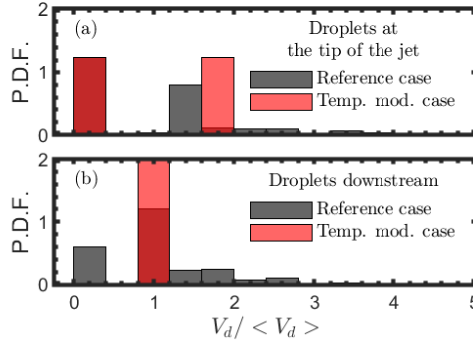 (a)
Droplets at
the tip of the jet
Reference case
Temp. mod. case
P.D.F.
2
1
0
(b)
Droplets downstream
Reference case
Temp. mod. case
P.D.F.
2
1
0
0 1 2 3 4 5
V_d / < V_d >